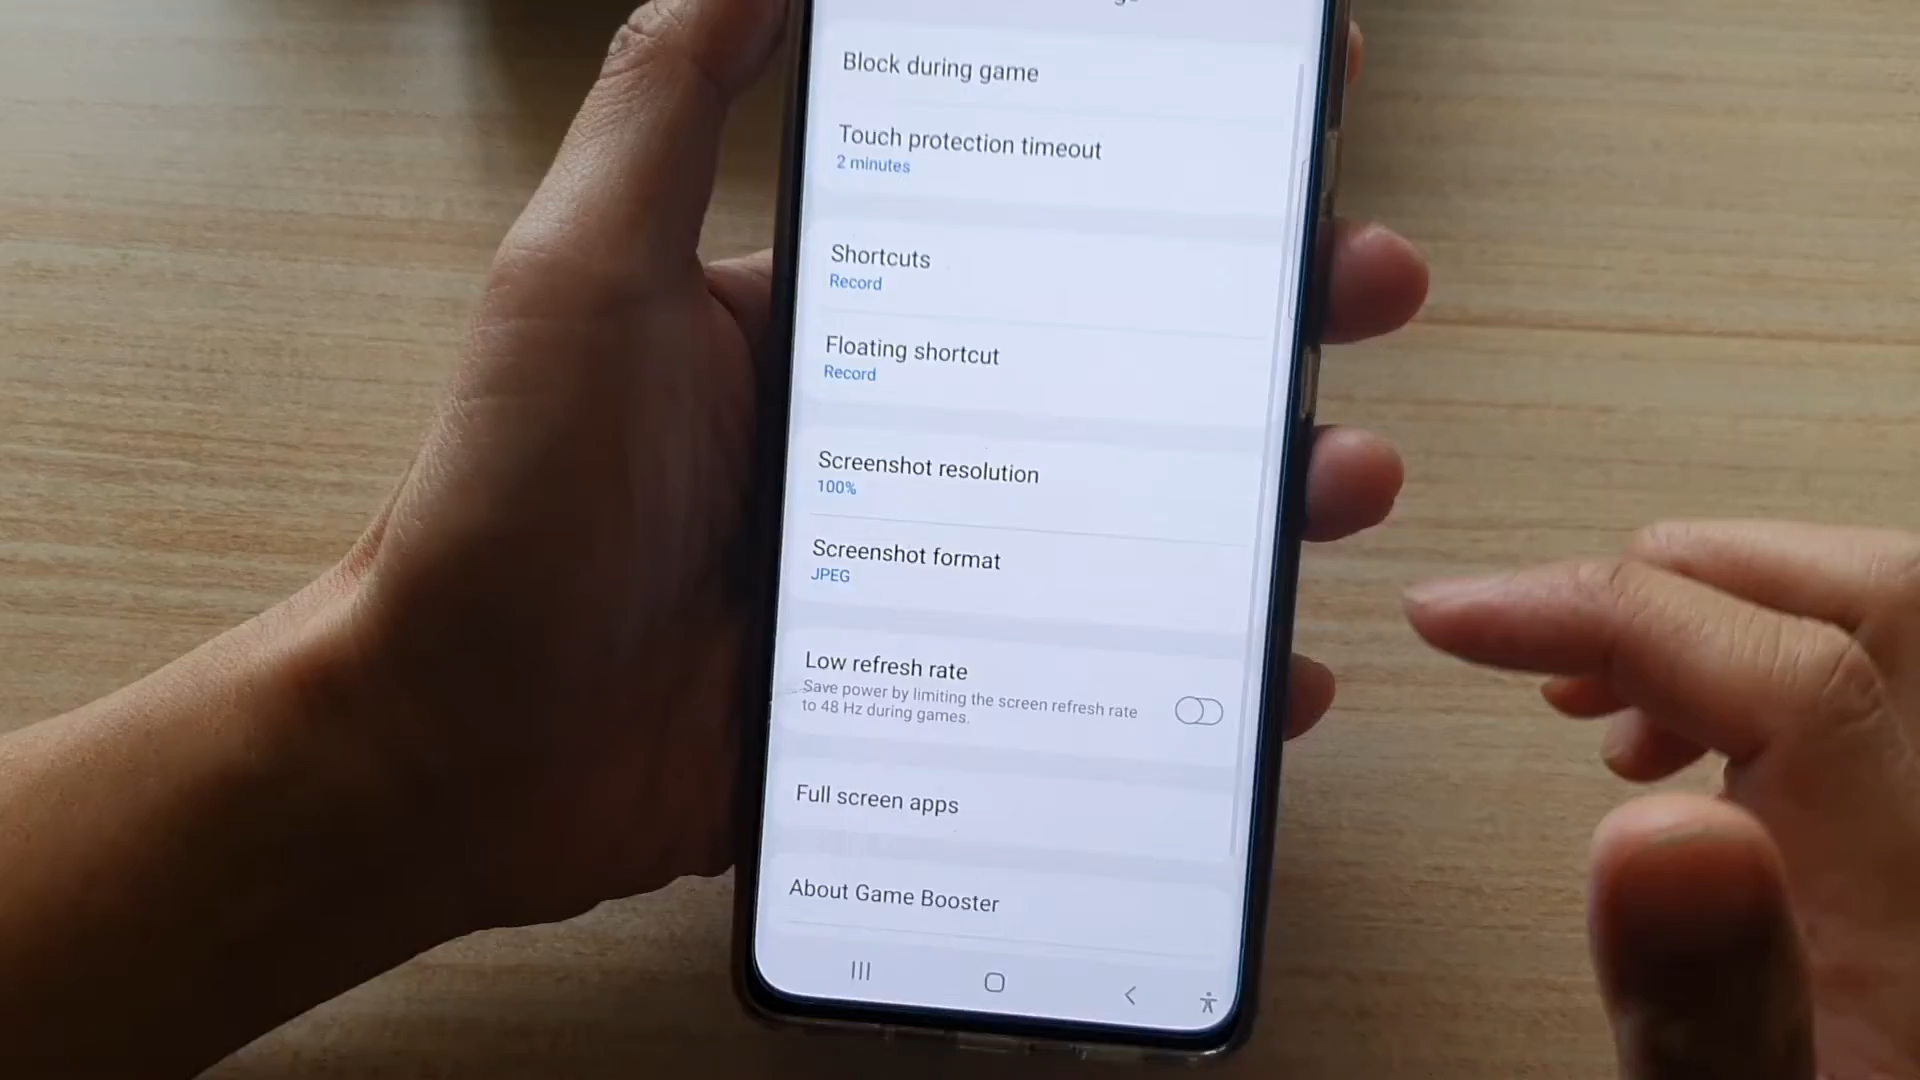 Block during game
Touch protection timeout
2 minutes
Shortcuts
Record
Floating shortcut
Record
Screenshot resolution
100%
Screenshot format
JPEG
Low refresh rate
Save power by limiting the screen refresh rate
to 48 Hz during games.
Full screen apps
About Game Booster